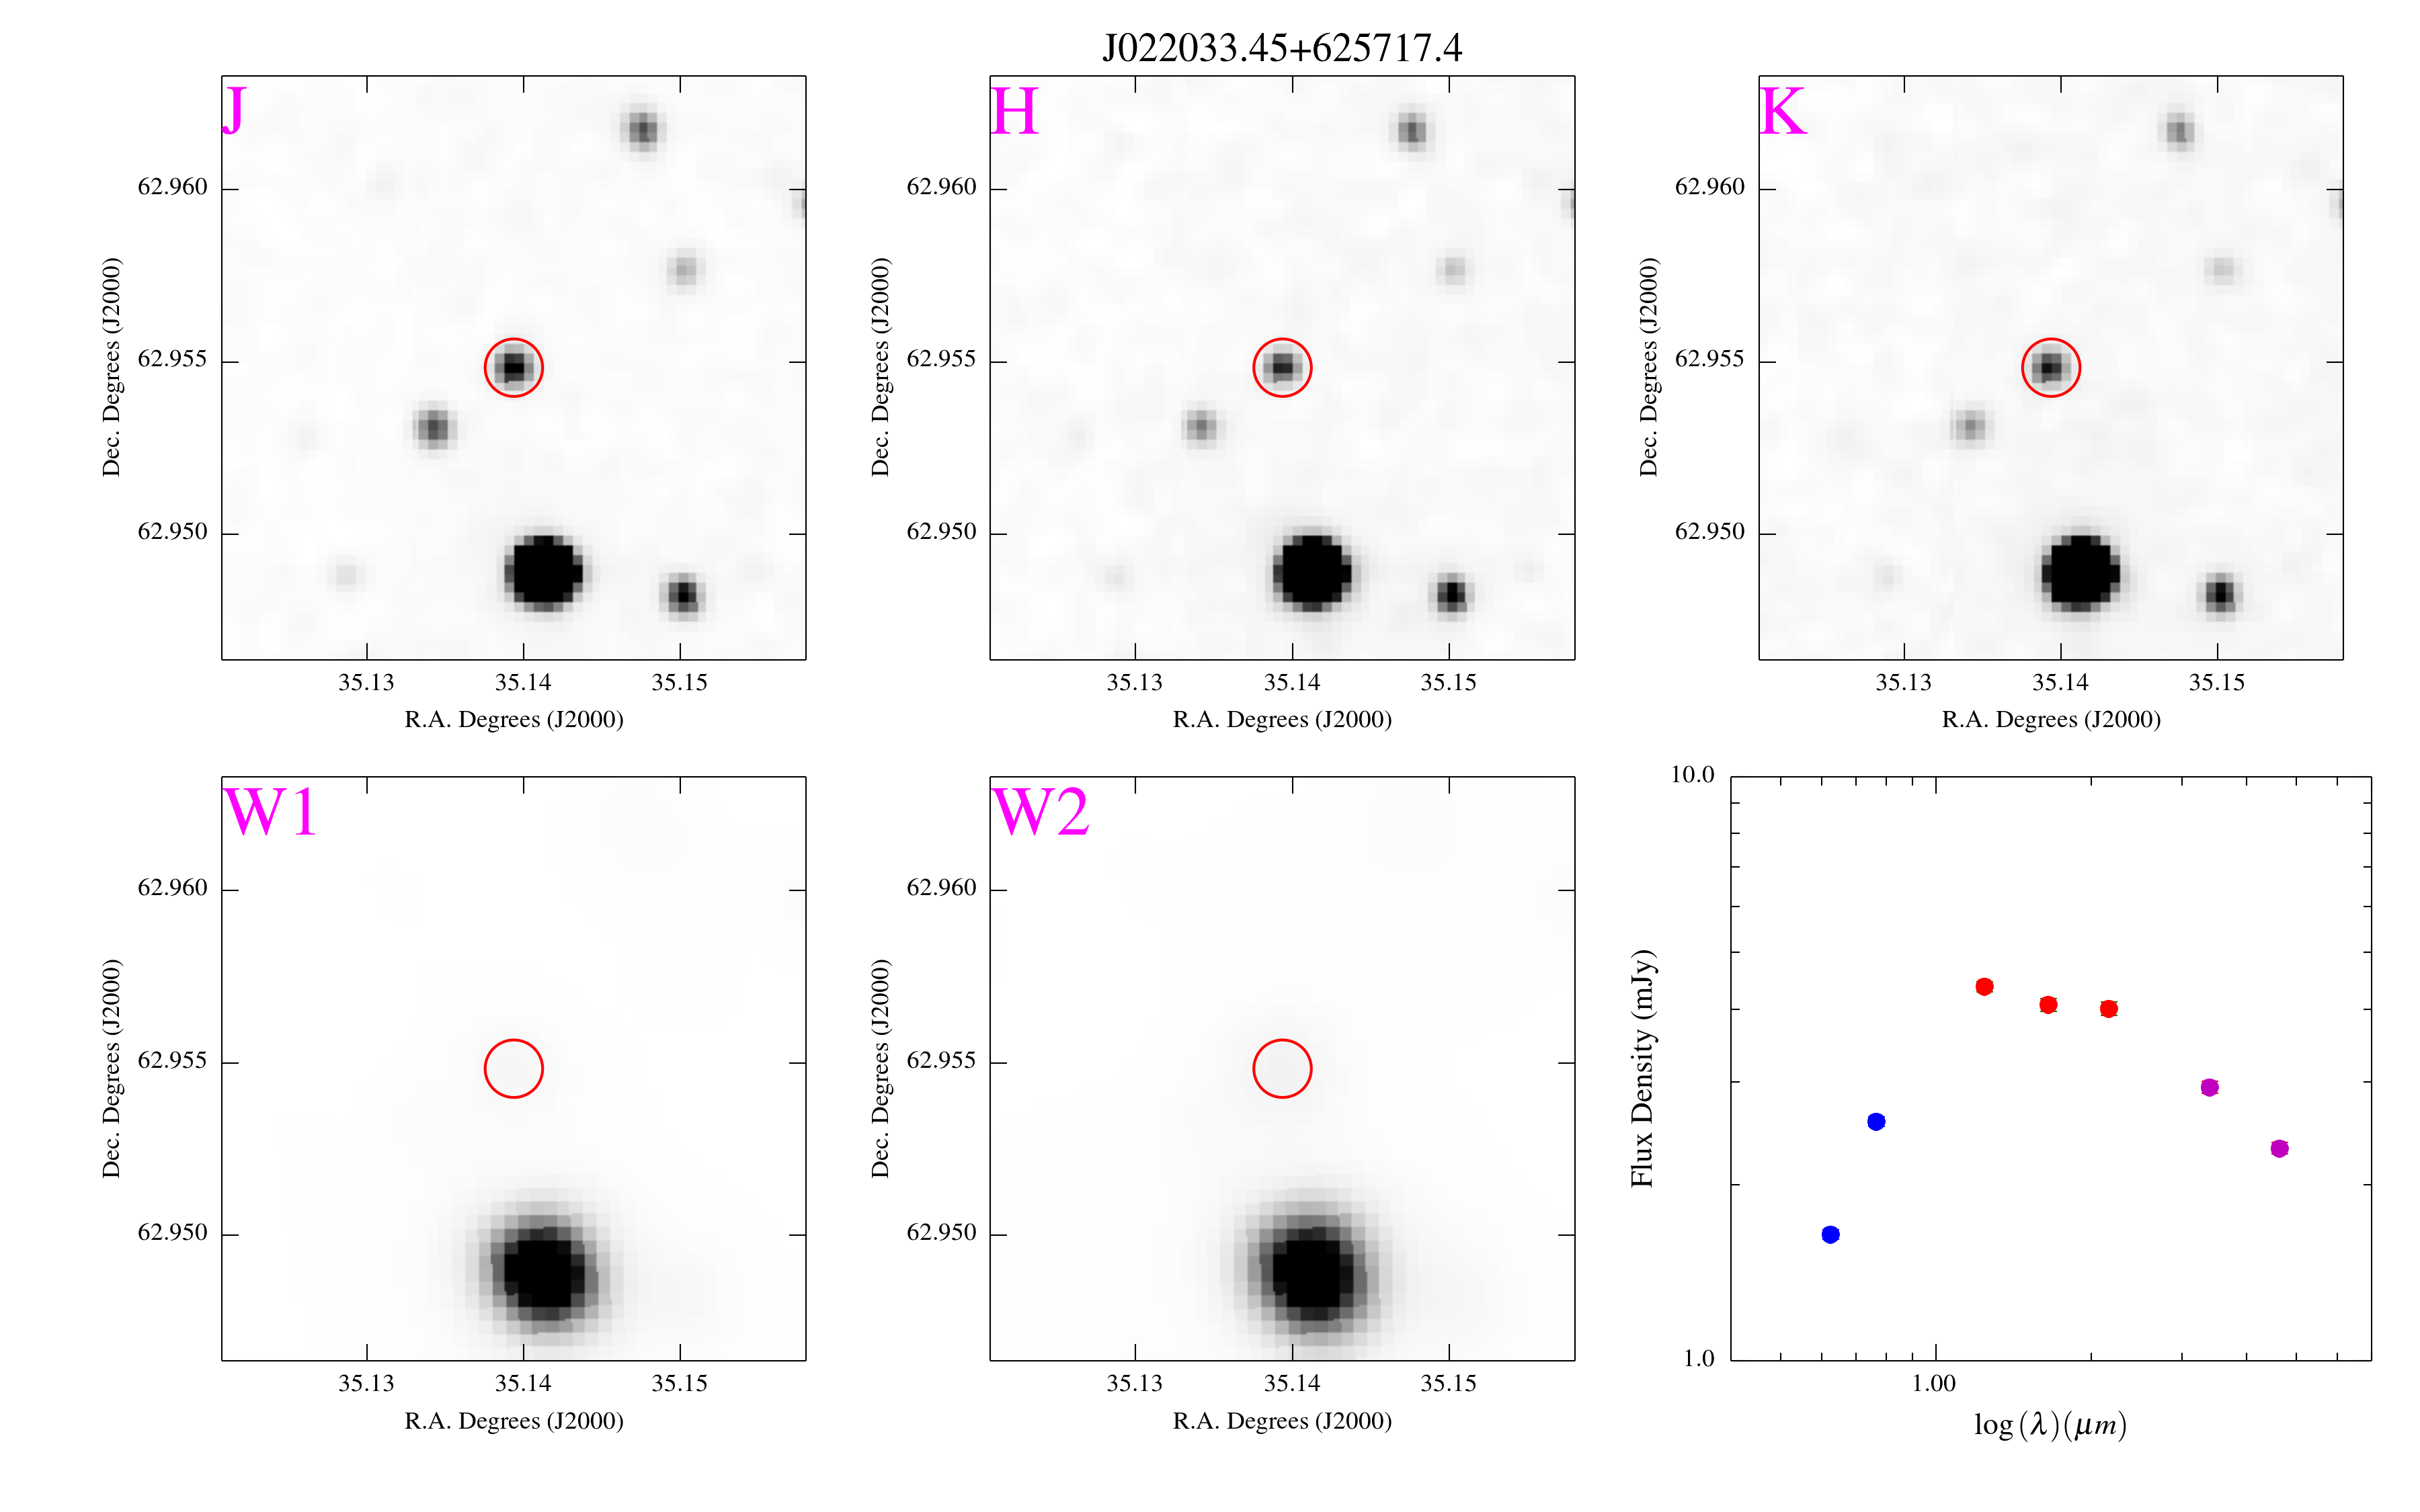 J022033.45+625717.4
J
H
K
62.960
62.955
62.950
Dec. Degrees (J2000)
35.13 35.14 35.15
R.A. Degrees (J2000)
62.960
62.955
62.950
Dec. Degrees (J2000)
35.13 35.14 35.15
R.A. Degrees (J2000)
62.960
62.955
62.950
Dec. Degrees (J2000)
35.13 35.14 35.15
R.A. Degrees (J2000)
W1
62.960
62.955
62.950
Dec. Degrees (J2000)
35.13 35.14 35.15
R.A. Degrees (J2000)
W2
62.960
62.955
62.950
Dec. Degrees (J2000)
35.13 35.14 35.15
R.A. Degrees (J2000)
10.0
1.0
Flux Density (mJy)
1.00
log(λ)(μm)